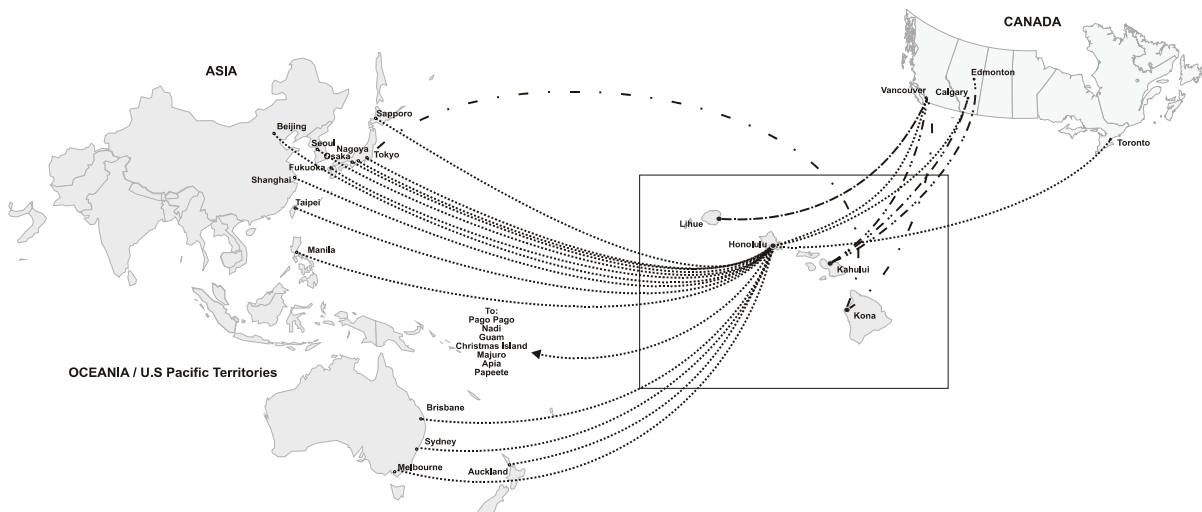 CANADA
ASIA
Edmonton
Vancouver
Calgary
Sapporo
Beijing
Seoul
Nagoya
Osaka
Tokyo
Toronto
Fukuoka
Shanghai
Taipei
Lihue
Honolulu
Manila
Kahului
To:
Pago Pago
Nadi
Guam
Christmas Island
Majuro
Apia
Papeete
Kona
OCEANIA / U.S Pacific Territories
Brisbane
Sydney
Melbourne
Auckland